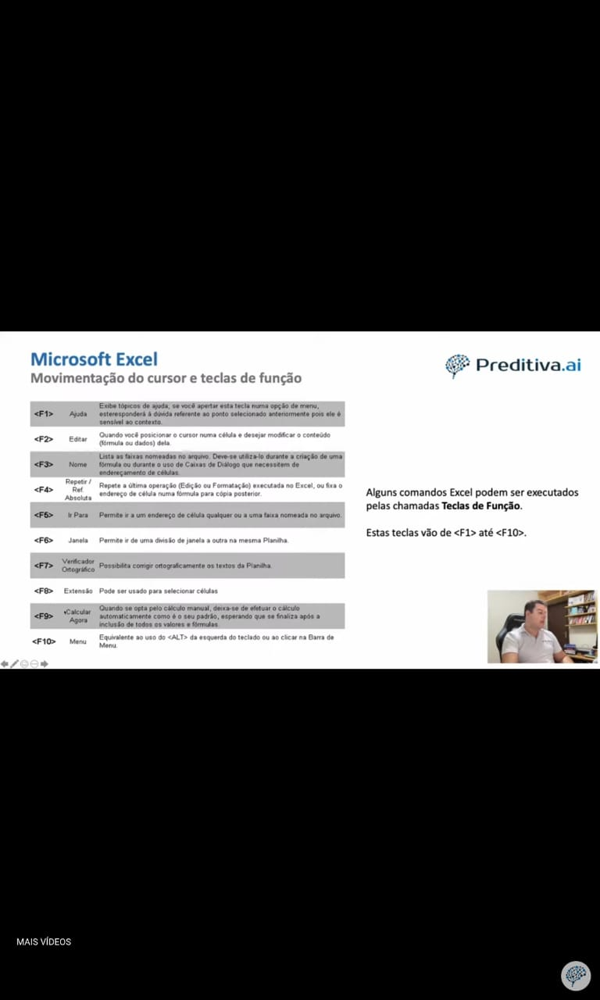 Microsoft Excel
Movimentação do cursor e teclas de função
Preditiva.ai
<F1> Ajuda Exibe tópicos de ajuda; se você apertar esta tecla numa opção de menu,
esteresponderá à dúvida referente ao ponto selecionado anteriormente pois ele é
sensível ao contexto.
<F2> Editar Quando você posicionar o cursor numa célula e desejar modificar o conteúdo
(fórmula ou dados) dela.
<F3> Nome Lista as faixas nomeadas no arquivo. Deve-se utiliza-lo durante a criação de uma
fórmula ou durante o uso de Caixas de Diálogo que necessitem de
endereçamento de células.
<F4> Repetir /
Ref.
Absoluta
Repete a última operação (Edição ou Formatação) executada no Excel, ou fixa o
endereço de célula numa fórmula para cópia posterior.
<F5> Ir Para Permite ir a um endereço de célula qualquer ou a uma faixa nomeada no arquivo.
<F6> Janela Permite ir de uma divisão de janela a outra na mesma Planilha.
<F7> Verificador
Ortográfico
Possibilita corrigir ortograficamente os textos da Planilha.
<F8> Extensão Pode ser usado para selecionar células
<F9> Calcular
Agora
Quando se opta pelo cálculo manual, deixa-se de efetuar o cálculo
automaticamente como é o seu padrão, esperando que se finaliza após a
inclusão de todos os valores e fórmulas.
<F10> Menu Equivalente ao uso do <ALT> da esquerda do teclado ou ao clicar na Barra de
Menu.
Alguns comandos Excel podem ser executados
pelas chamadas Teclas de Função.
Estas teclas vão de <F1> até <F10>.
MAIS VÍDEOS